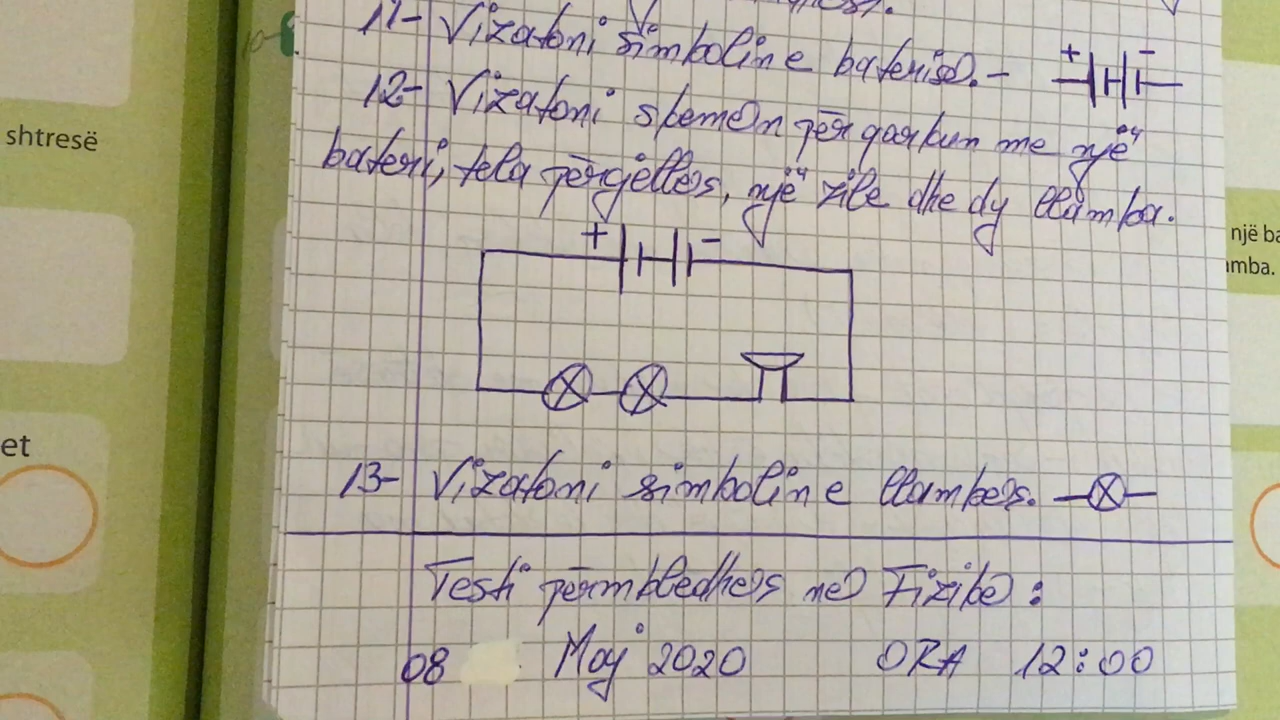 11- Vizatoni simbolin e baterisë. - + -
12- Vizatoni skemën për qarkun me një"
bateri, tela përçjellës, një" zile dhe dy llamba.
+ -
13- Vizatoni simbolin e llambës.
Testi përmbledhës në Fizikë:
08 Maj 2020 ORA 12:00
shtresë
et
një ba
mba.